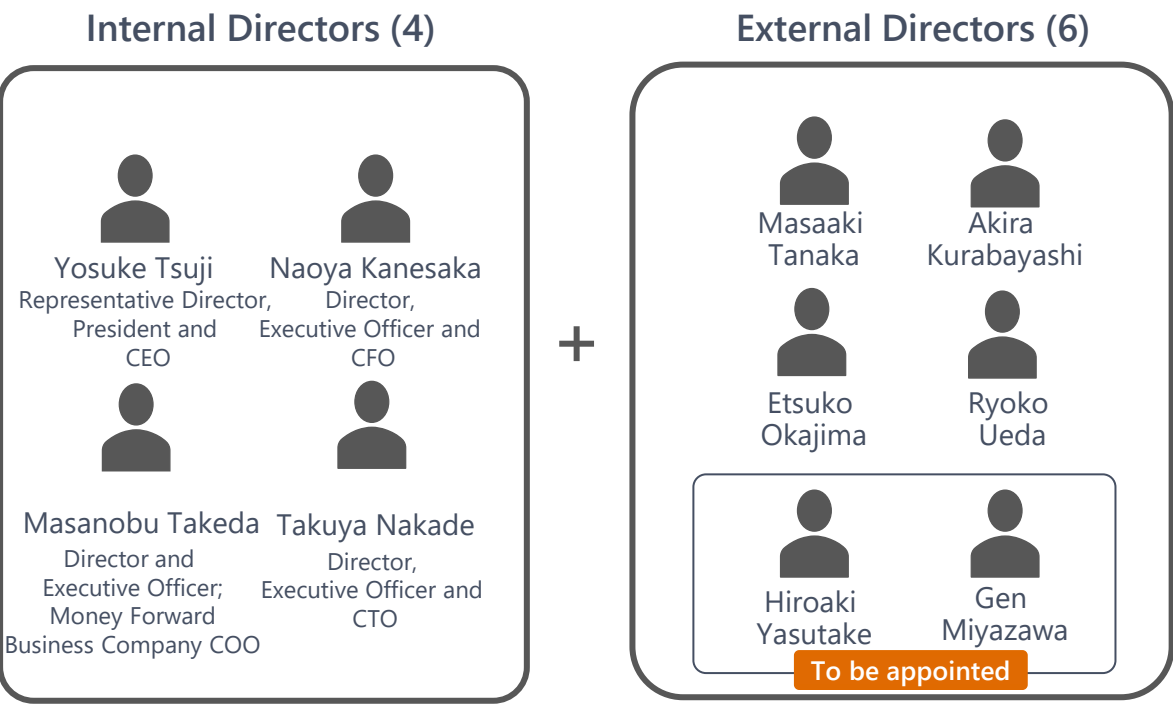 Internal Directors (4)
Yosuke Tsuji
Representative Director,
President and
CEO
Naoya Kanesaka
Director,
Executive Officer and
CFO
Masanobu Takeda
Director and
Executive Officer;
Money Forward
Business Company COO
Takuya Nakade
Director,
Executive Officer and
CTO
+
External Directors (6)
Masaaki
Tanaka
Akira
Kurabayashi
Etsuko
Okajima
Ryoko
Ueda
Hiroaki
Yasutake
Gen
Miyazawa
To be appointed